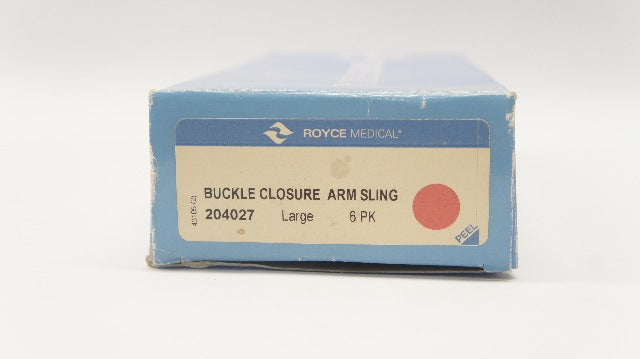 ROYCE MEDICAL®
BUCKLE CLOSURE ARM SLING
204027 Large 6 PK
PEEL